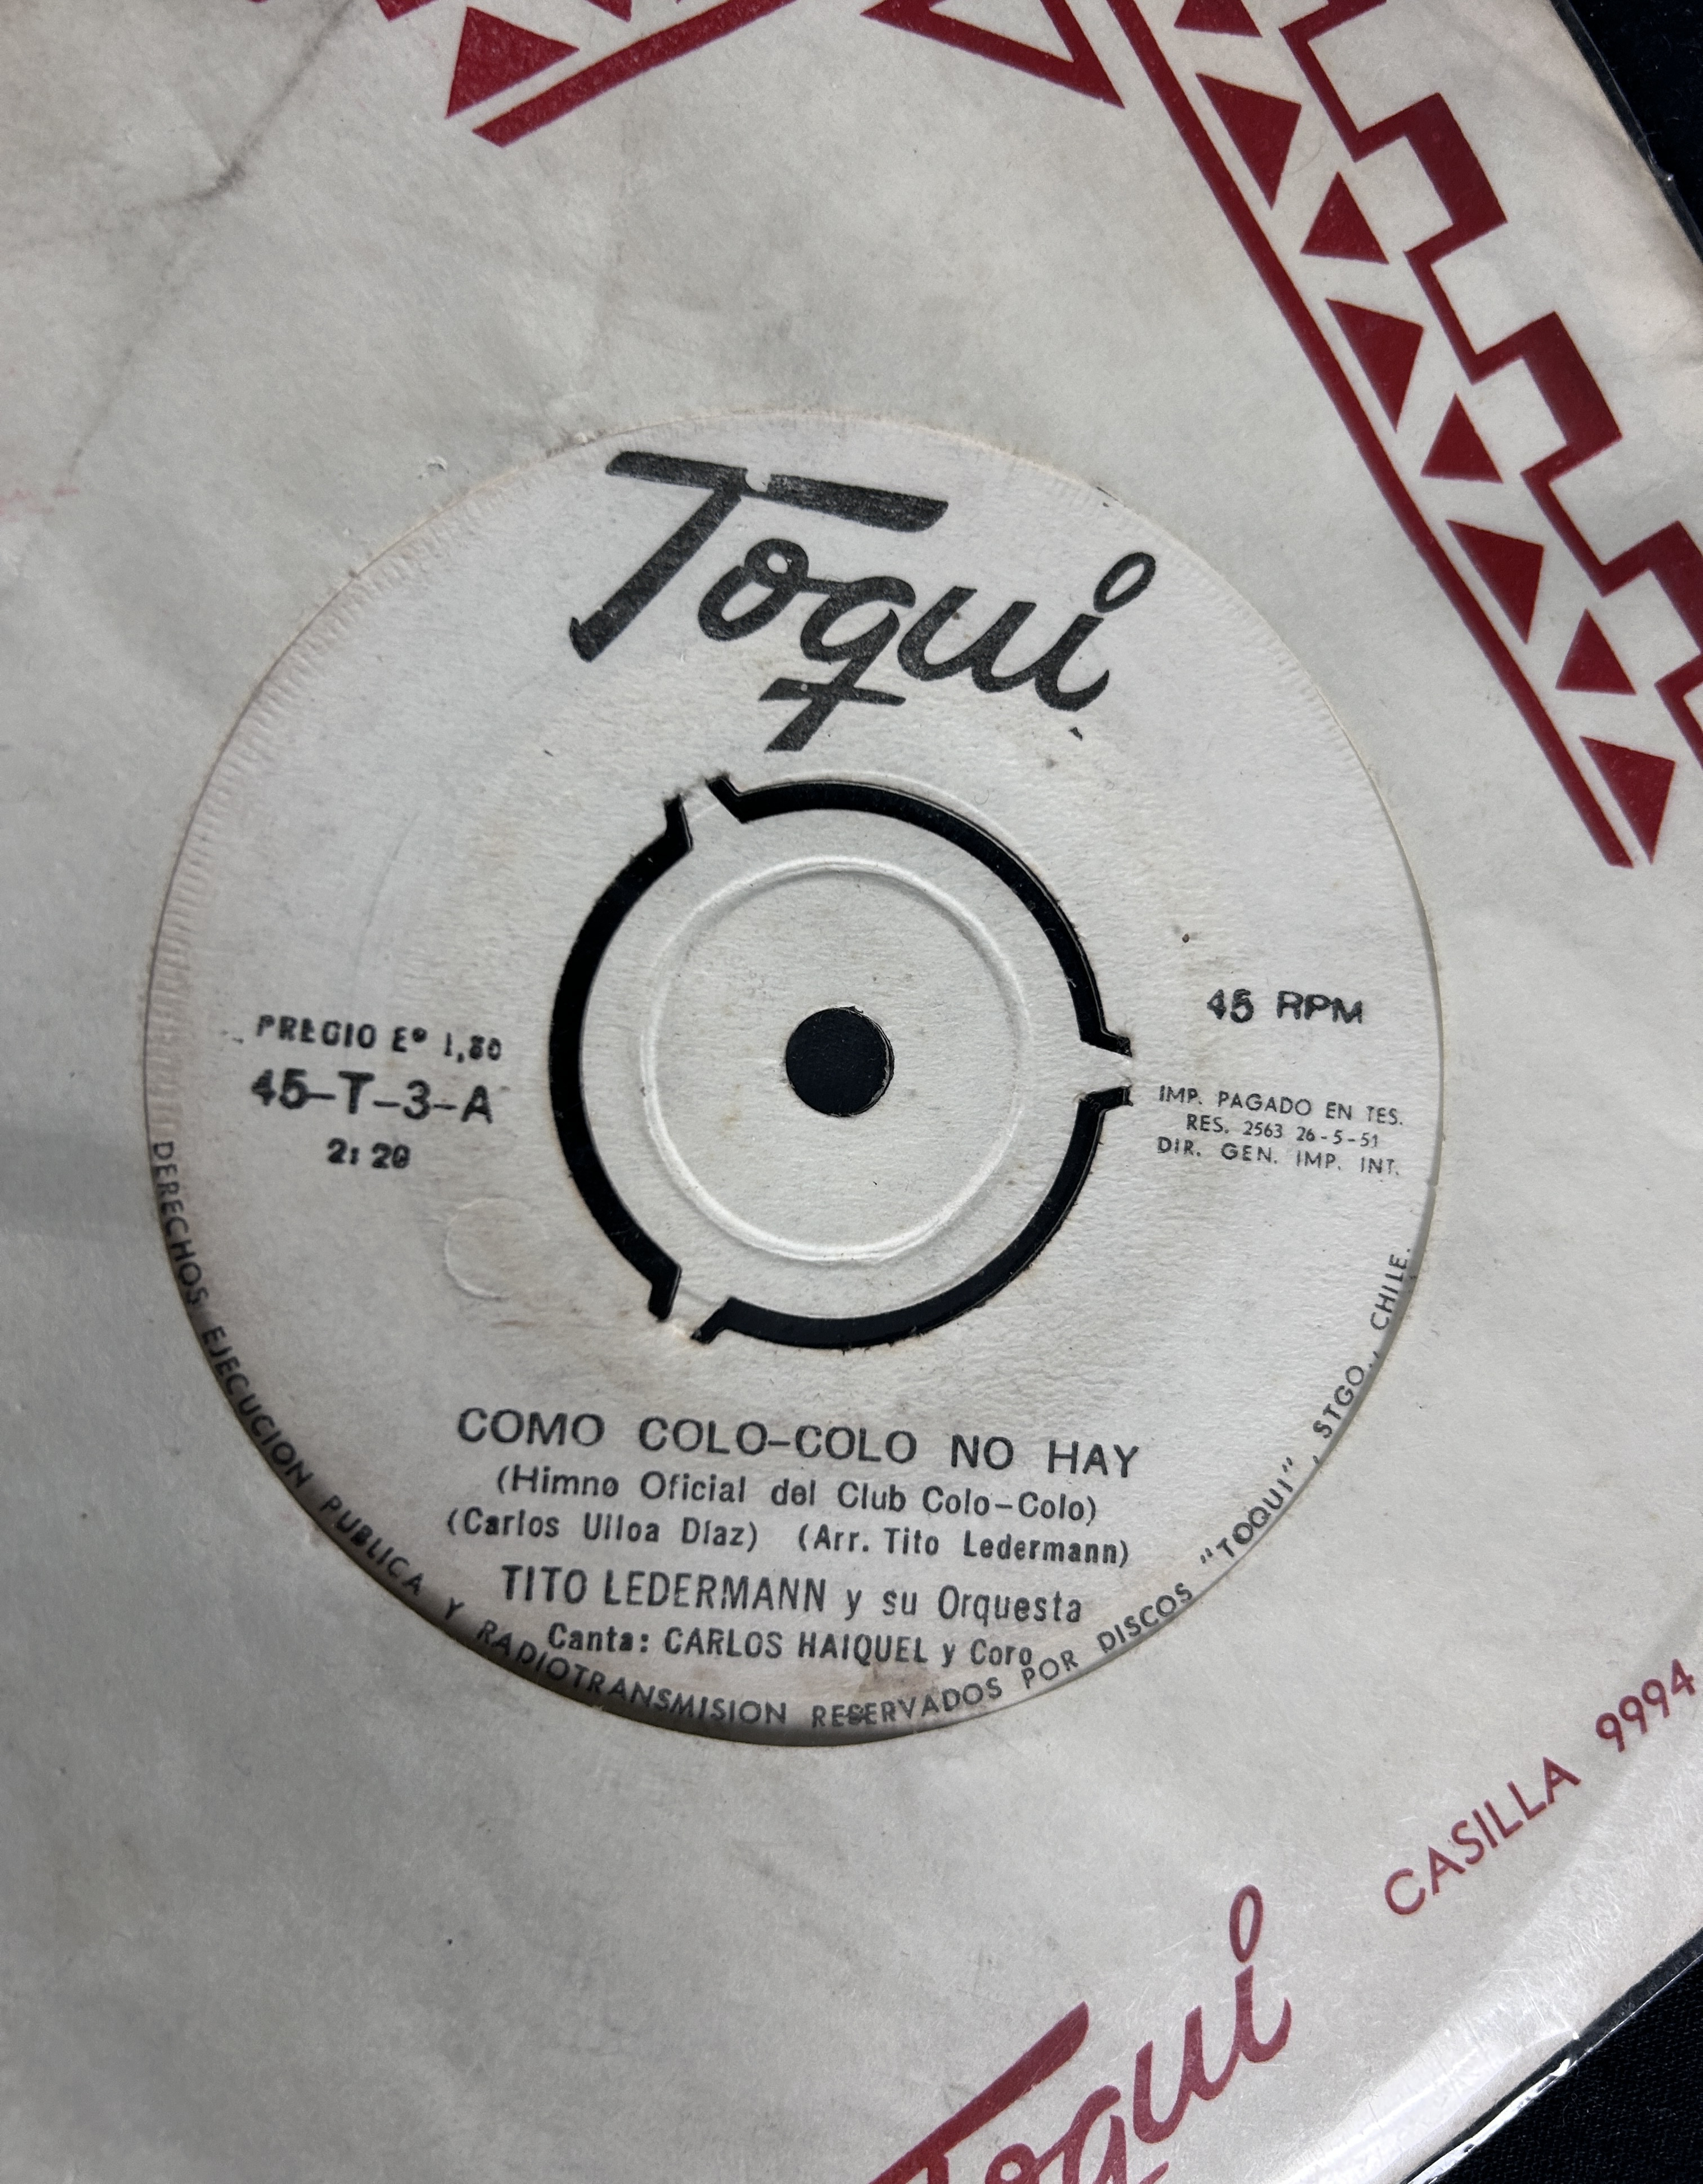 Toqui
PRECIO Eº 1,80
45-T-3-A
2:20
45 RPM
IMP. PAGADO EN TES.
RES. 2563 26-5-51
DIR. GEN. IMP. INT.
COMO COLO-COLO NO HAY
(Himno Oficial del Club Colo-Colo)
(Carlos Ulloa Díaz) (Arr. Tito Ledermann)
TITO LEDERMANN y su Orquesta
Canta: CARLOS HAIQUEL y Coro
DERECHOS EJECUCION PUBLICA Y RADIOTRANSMISION RESERVADOS POR DISCOS "TOQUI", STGO., CHILE.
CASILLA 9994
Toqui